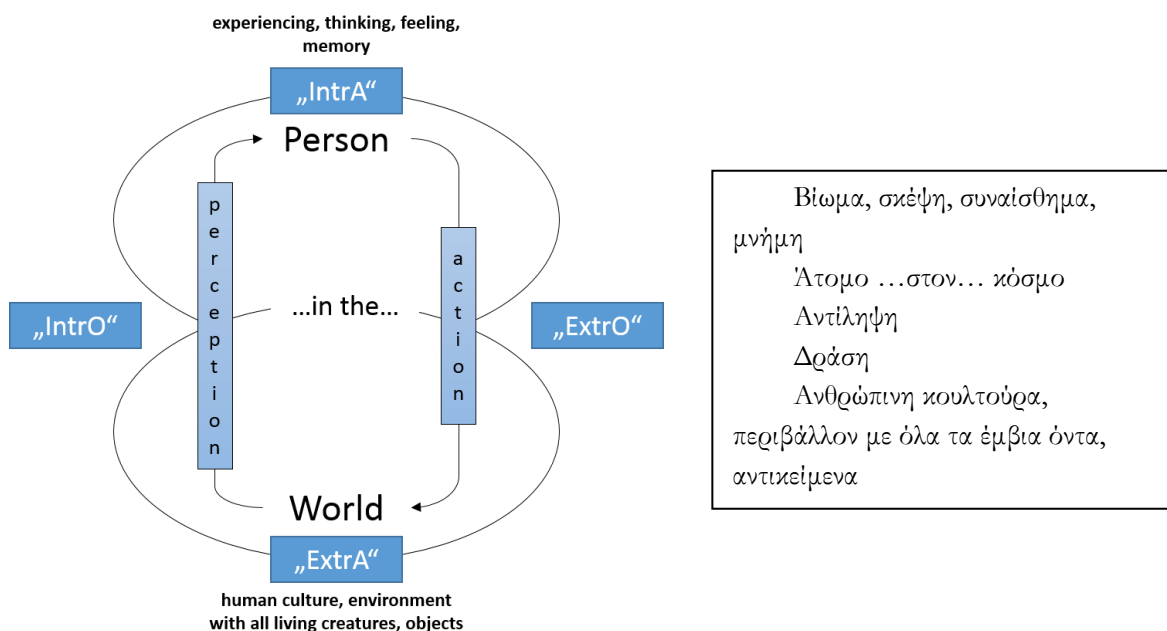 experiencing, thinking, feeling,
memory
„IntrA“
Person
perception
action
...in the...
„IntrO“
„ExtrO“
World
„ExtrA“
human culture, environment
with all living creatures, objects
Βίωμα, σκέψη, συναίσθημα,
μνήμη
Άτομο …στον… κόσμο
Αντίληψη
Δράση
Ανθρώπινη κουλτούρα,
περιβάλλον με όλα τα έμβια όντα,
αντικείμενα